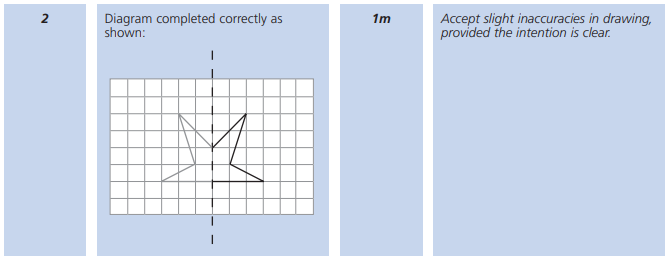 2
Diagram completed correctly as
shown:
1m
Accept slight inaccuracies in drawing,
provided the intention is clear.